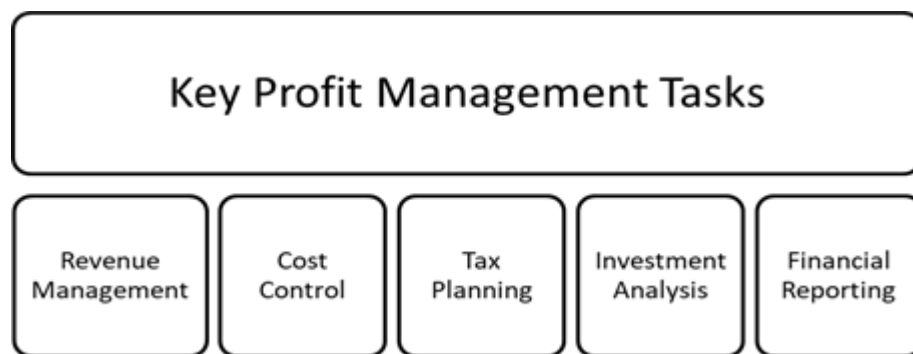 Key Profit Management Tasks
Revenue
Management
Cost
Control
Tax
Planning
Investment
Analysis
Financial
Reporting